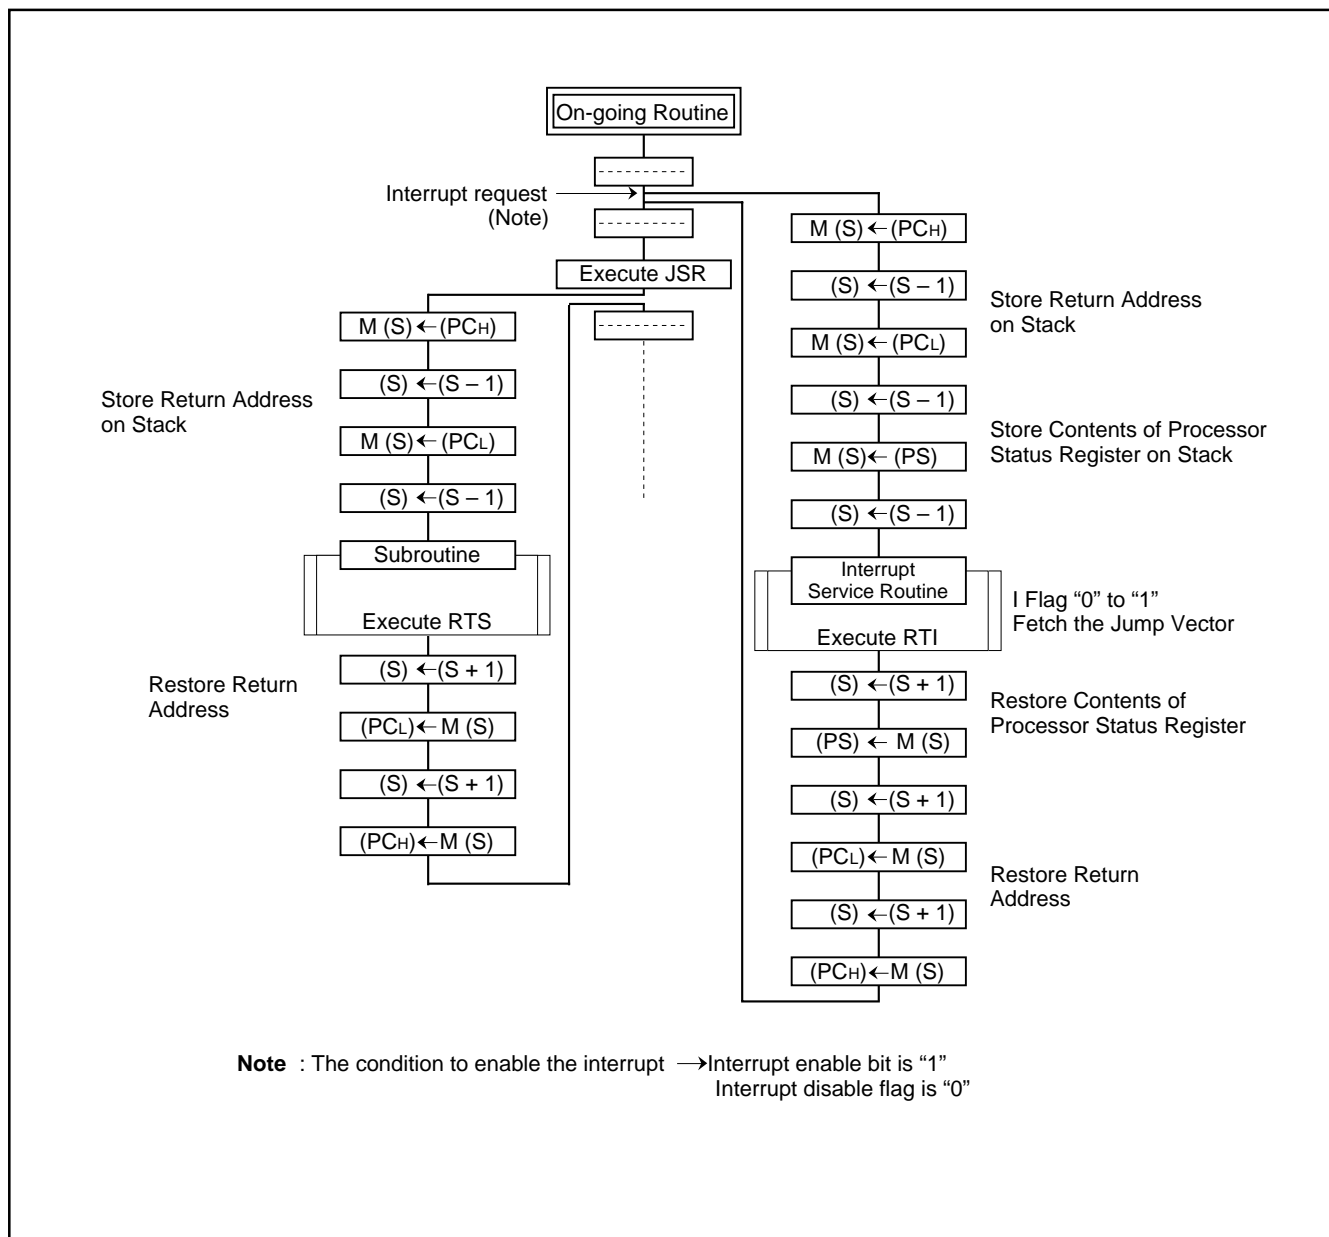 On-going Routine
Interrupt request
(Note)
Execute JSR
M (S) ← (PCH)
(S) ← (S – 1)
M (S) ← (PCL)
(S) ← (S – 1)
Store Return Address
on Stack
Subroutine
Execute RTS
(S) ← (S + 1)
(PCL) ← M (S)
(S) ← (S + 1)
(PCH) ← M (S)
Restore Return
Address
M (S) ← (PCH)
(S) ← (S – 1)
M (S) ← (PCL)
(S) ← (S – 1)
M (S) ← (PS)
(S) ← (S – 1)
Store Return Address
on Stack
Store Contents of Processor
Status Register on Stack
Interrupt
Service Routine
Execute RTI
I Flag “0” to “1”
Fetch the Jump Vector
(S) ← (S + 1)
(PS) ← M (S)
(S) ← (S + 1)
(PCL) ← M (S)
(S) ← (S + 1)
(PCH) ← M (S)
Restore Contents of
Processor Status Register
Restore Return
Address
Note : The condition to enable the interrupt → Interrupt enable bit is “1”
Interrupt disable flag is “0”